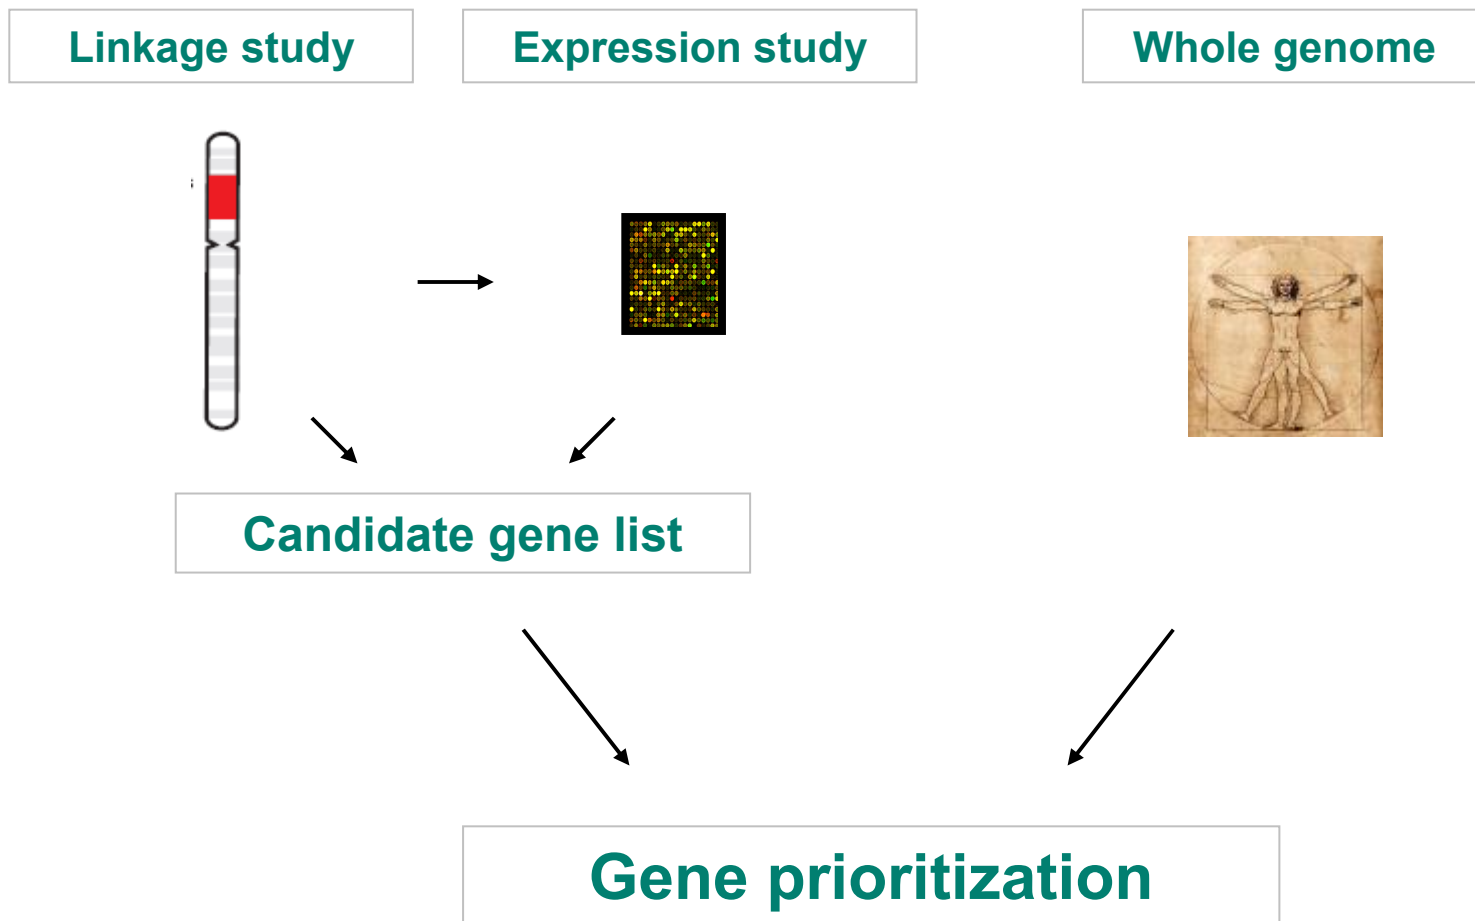 Linkage study
Expression study
Whole genome
Candidate gene list
Gene prioritization